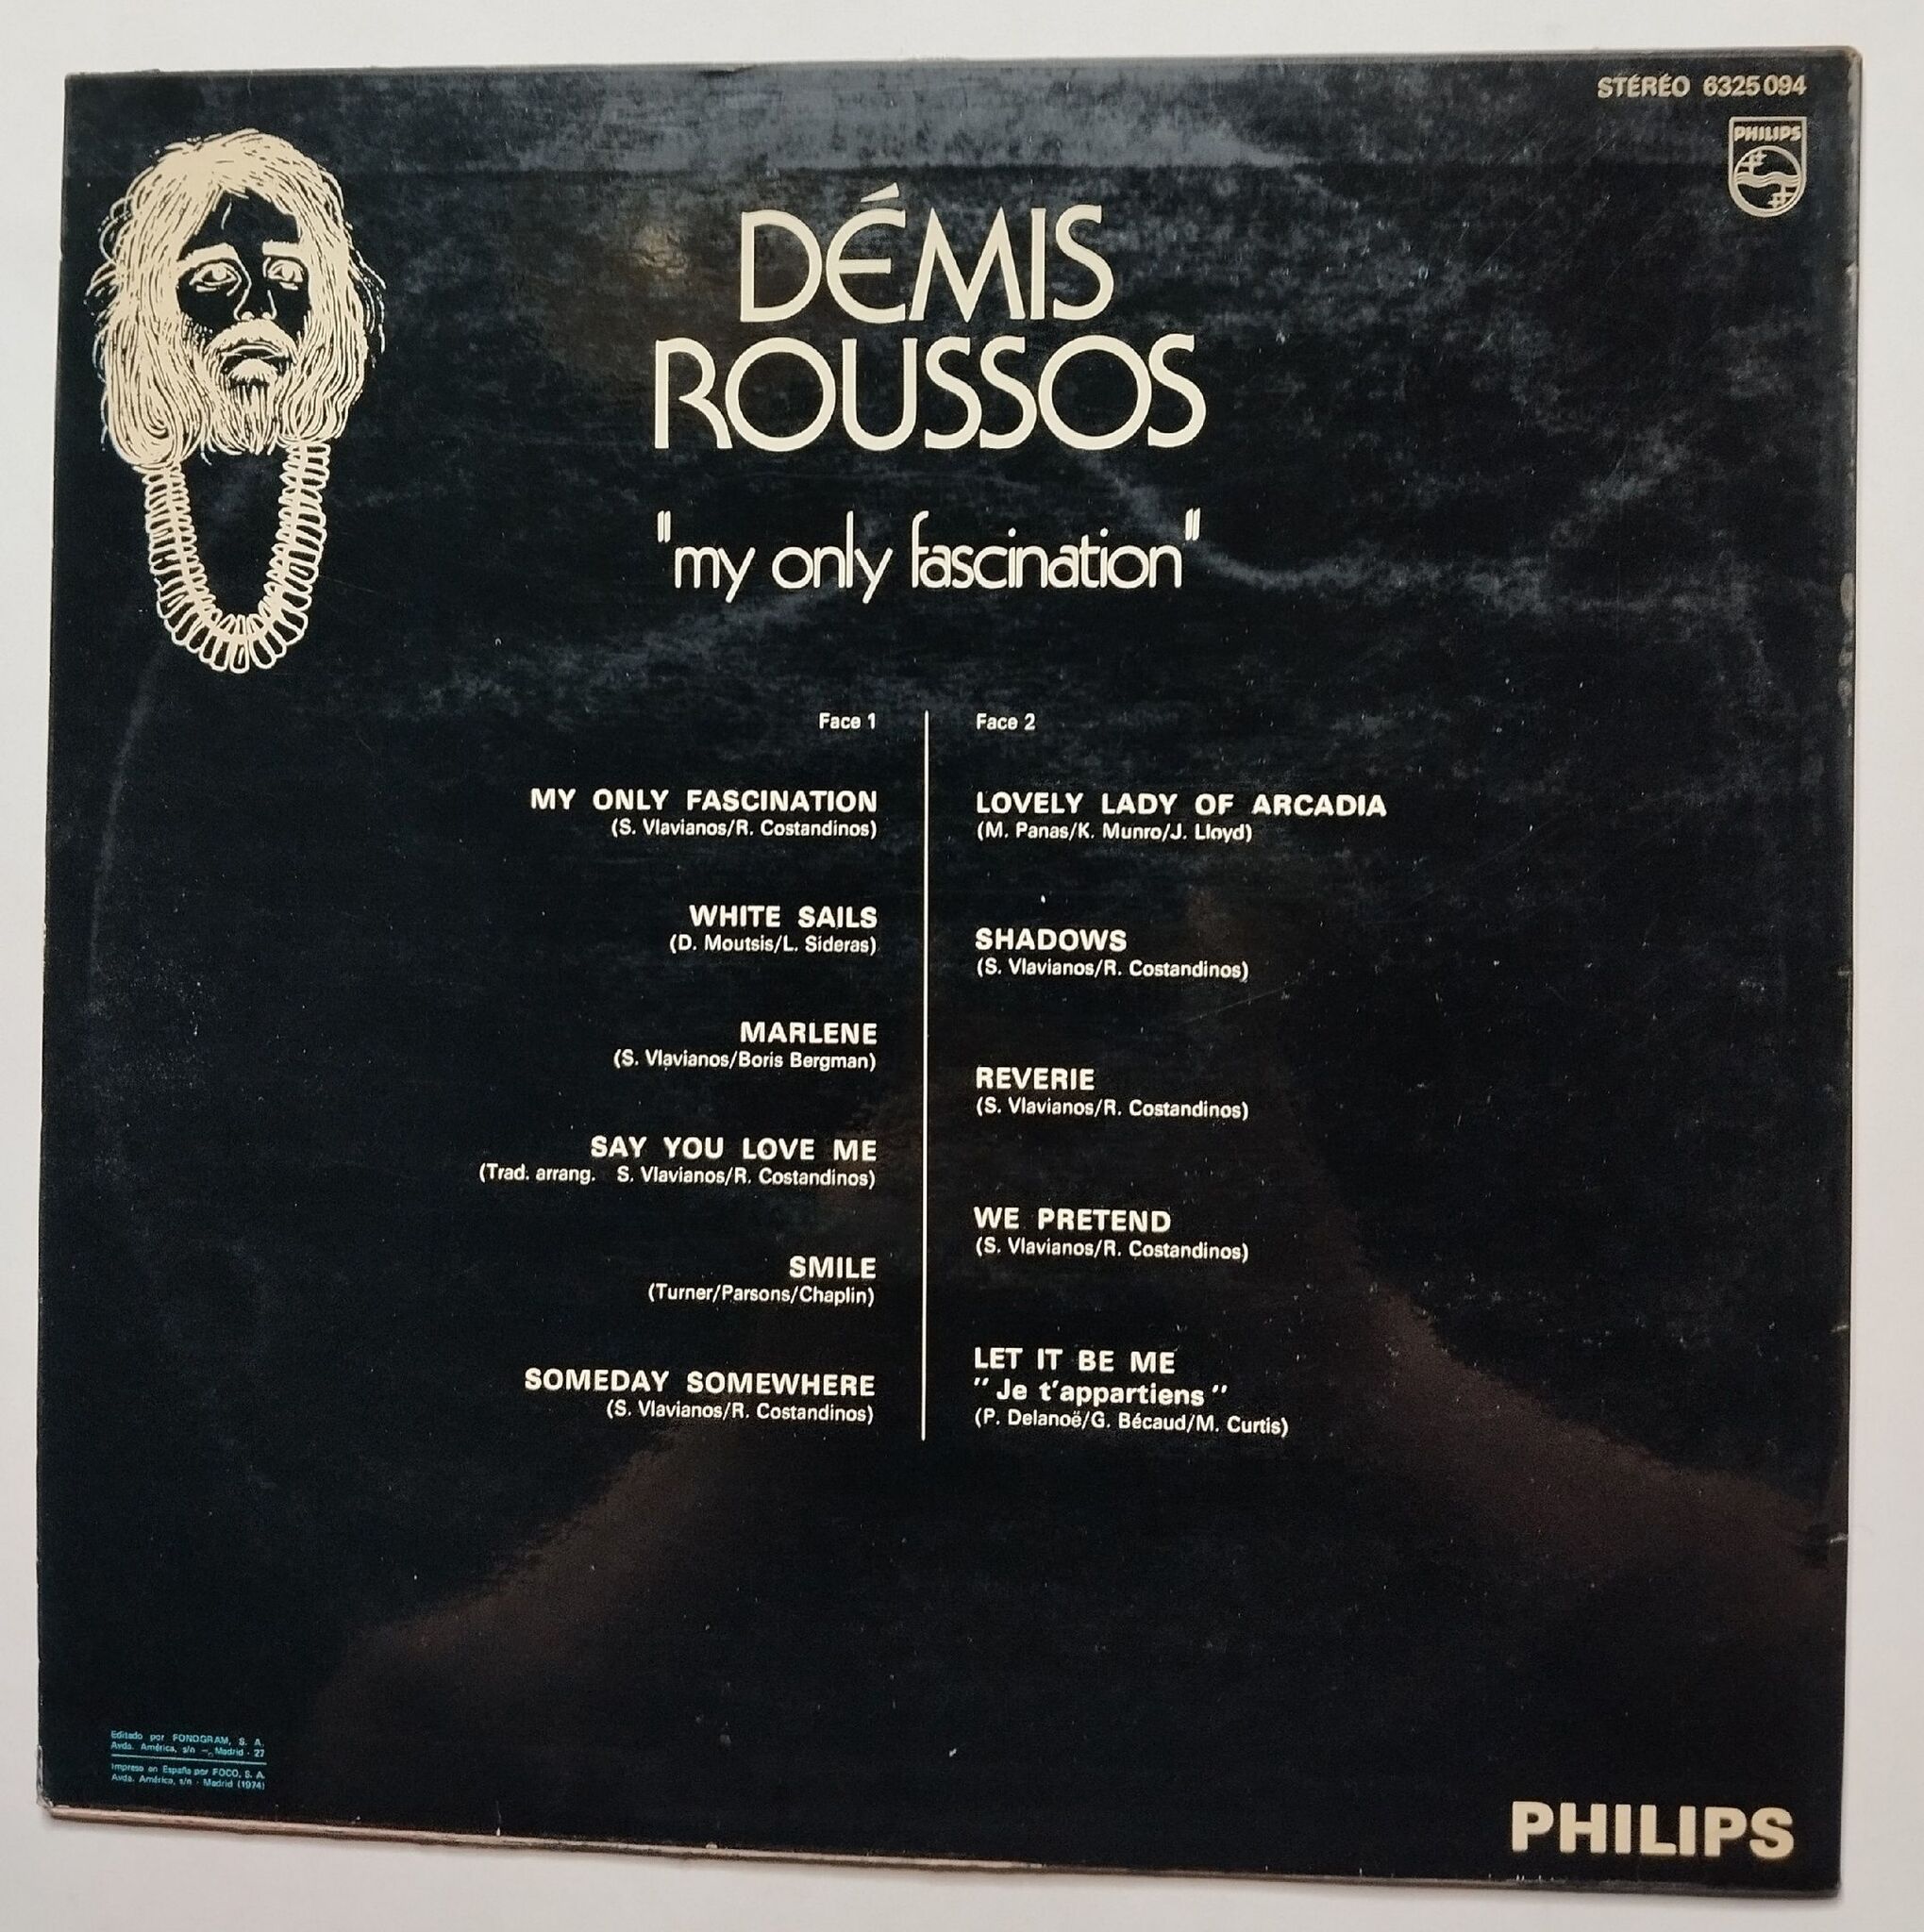 STÉRÉO 6325 094
PHILIPS
DÉMIS
ROUSSOS
"my only fascination"
Face 1
MY ONLY FASCINATION
(S. Vlavianos/R. Costandinos)
WHITE SAILS
(D. Moutsis/L. Sideras)
MARLENE
(S. Vlavianos/Boris Bergman)
SAY YOU LOVE ME
(Trad. arrang. S. Vlavianos/R. Costandinos)
SMILE
(Turner/Parsons/Chaplin)
SOMEDAY SOMEWHERE
(S. Vlavianos/R. Costandinos)
Face 2
LOVELY LADY OF ARCADIA
(M. Panas/K. Munro/J. Lloyd)
SHADOWS
(S. Vlavianos/R. Costandinos)
REVERIE
(S. Vlavianos/R. Costandinos)
WE PRETEND
(S. Vlavianos/R. Costandinos)
LET IT BE ME
"Je t'appartiens"
(P. Delanoë/G. Bécaud/M. Curtis)
Editado por FONOGRAM, S. A.
Avda. América, s/n - Madrid - 27
Impreso en España por FOCO, S. A.
Avda. América, s/n - Madrid (1974)
PHILIPS